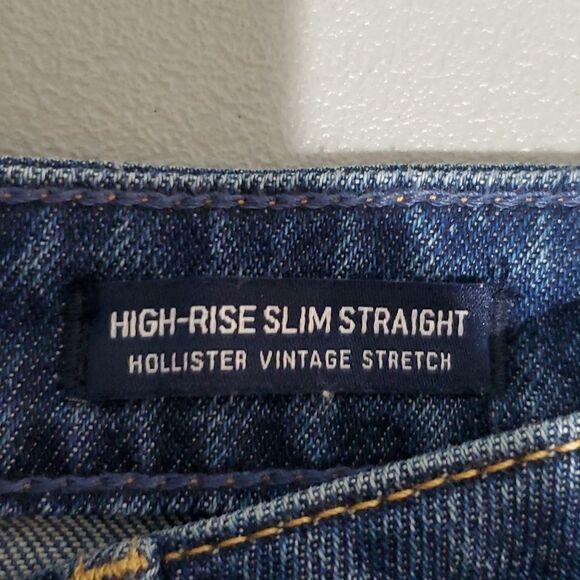 HIGH-RISE SLIM STRAIGHT
HOLLISTER VINTAGE STRETCH